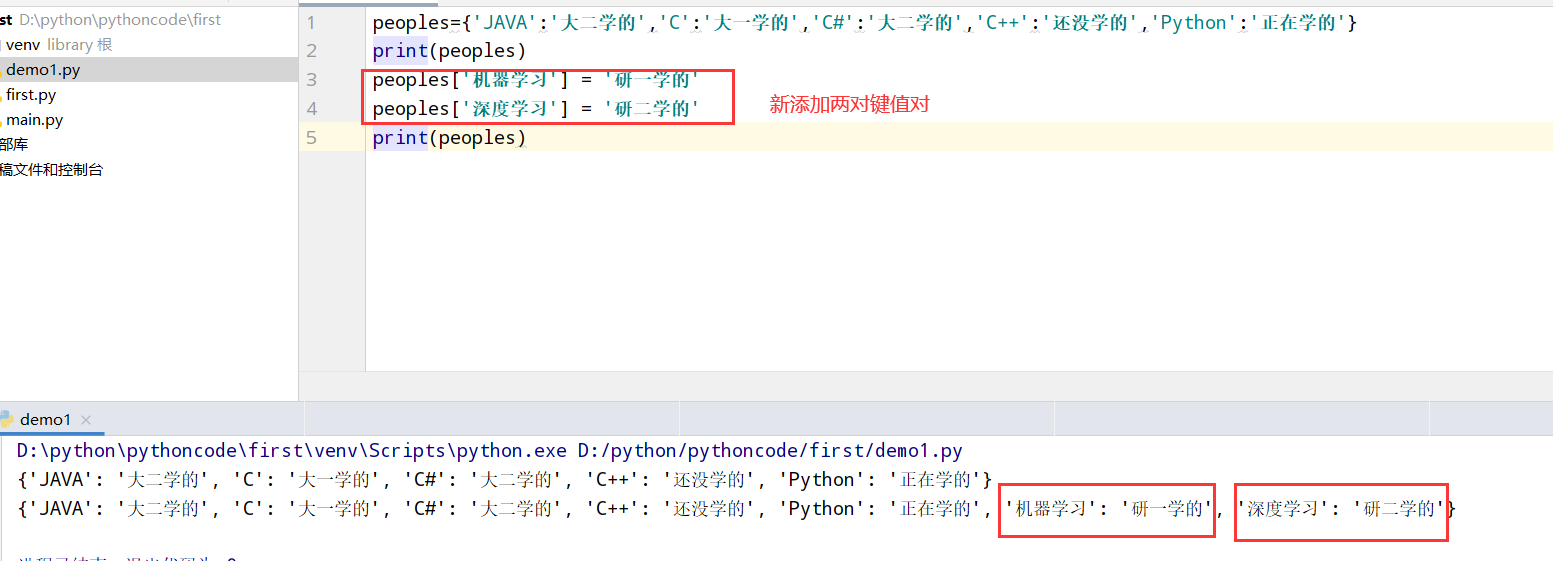 st D:\python\pythoncode\first
venv library 根
demo1.py
first.py
main.py
部库
稿文件和控制台
1 peoples={'JAVA':'大二学的','C':'大一学的','C#':'大二学的','C++':'还没学的','Python':'正在学的'}
2 print(peoples)
3 peoples['机器学习'] = '研一学的'
4 peoples['深度学习'] = '研二学的'
新添加两对键值对
5 print(peoples)
demo1
D:\python\pythoncode\first\venv\Scripts\python.exe D:/python/pythoncode/first/demo1.py
{'JAVA': '大二学的', 'C': '大一学的', 'C#': '大二学的', 'C++': '还没学的', 'Python': '正在学的'}
{'JAVA': '大二学的', 'C': '大一学的', 'C#': '大二学的', 'C++': '还没学的', 'Python': '正在学的', '机器学习': '研一学的', '深度学习': '研二学的'}